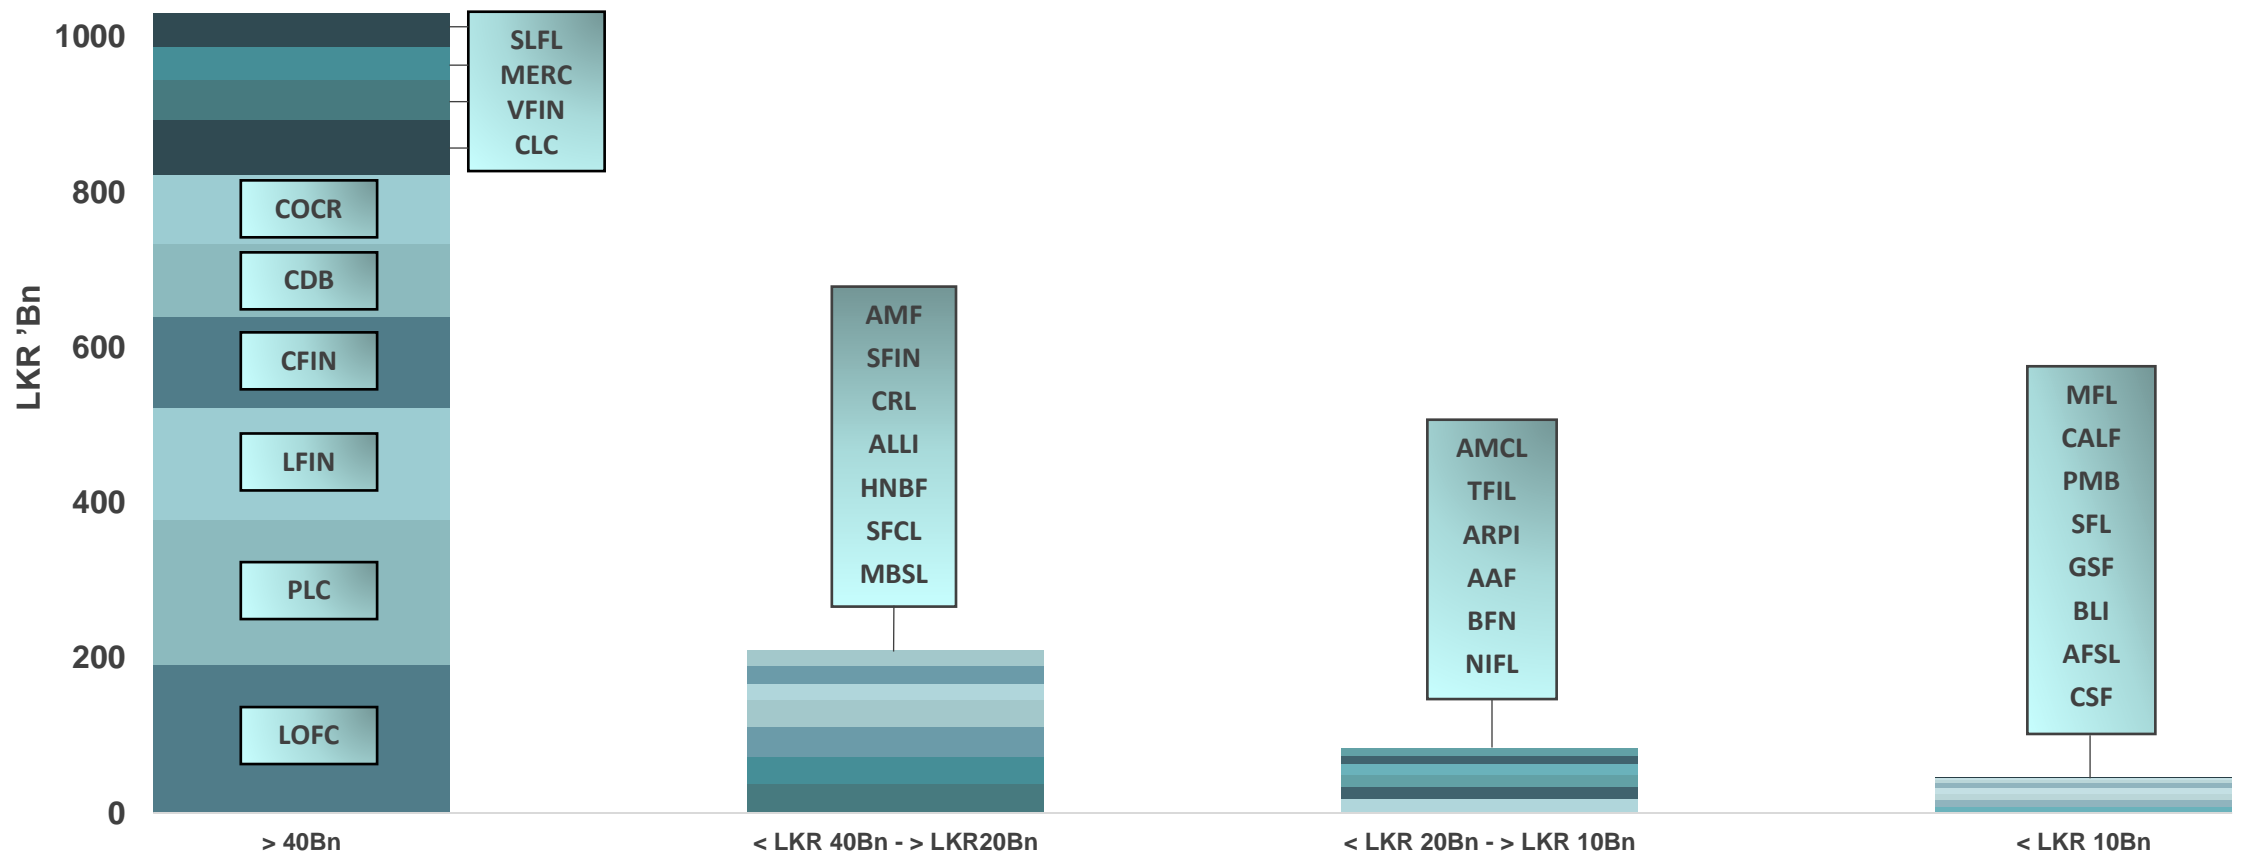 LKR 'Bn
1000
800
600
400
200
0
SLFL
MERC
VFIN
CLC
COCR
CDB
CFIN
LFIN
PLC
LOFC
AMF
SFIN
CRL
ALLI
HNBF
SFCL
MBSL
AMCL
TFIL
ARPI
AAF
BFN
NIFL
MFL
CALF
PMB
SFL
GSF
BLI
AFSL
CSF
> 40Bn
< LKR 40Bn - > LKR20Bn
< LKR 20Bn - > LKR 10Bn
< LKR 10Bn